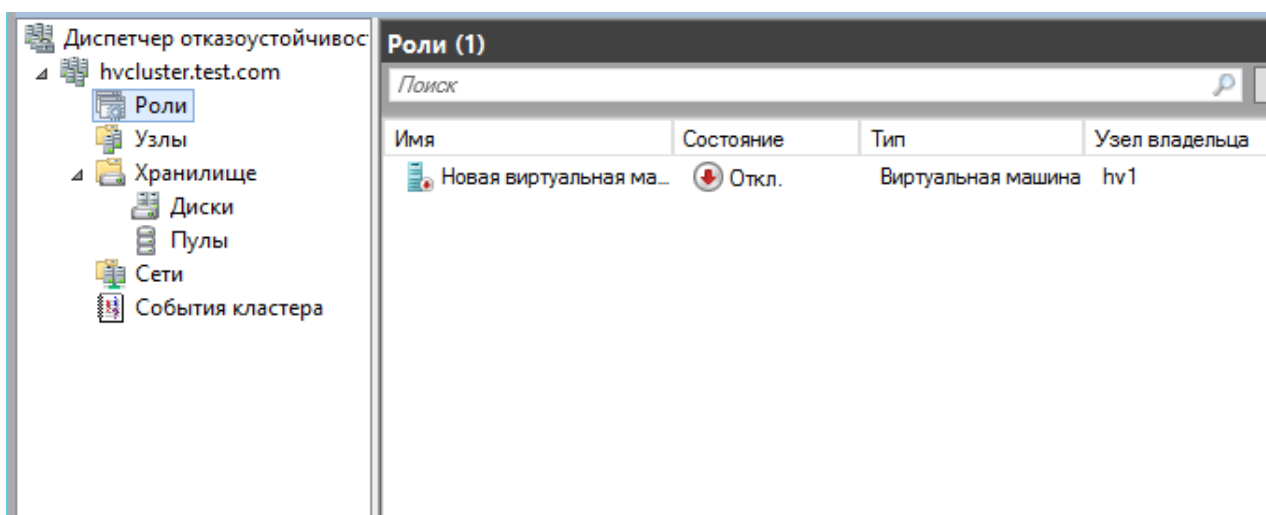 Диспетчер отказоустойчивос
hvcluster.test.com
Роли
Узлы
Хранилище
Диски
Пулы
Сети
События кластера
Роли (1)
Поиск
Имя Состояние Тип Узел владельца
Новая виртуальная ма... Откл. Виртуальная машина hv1